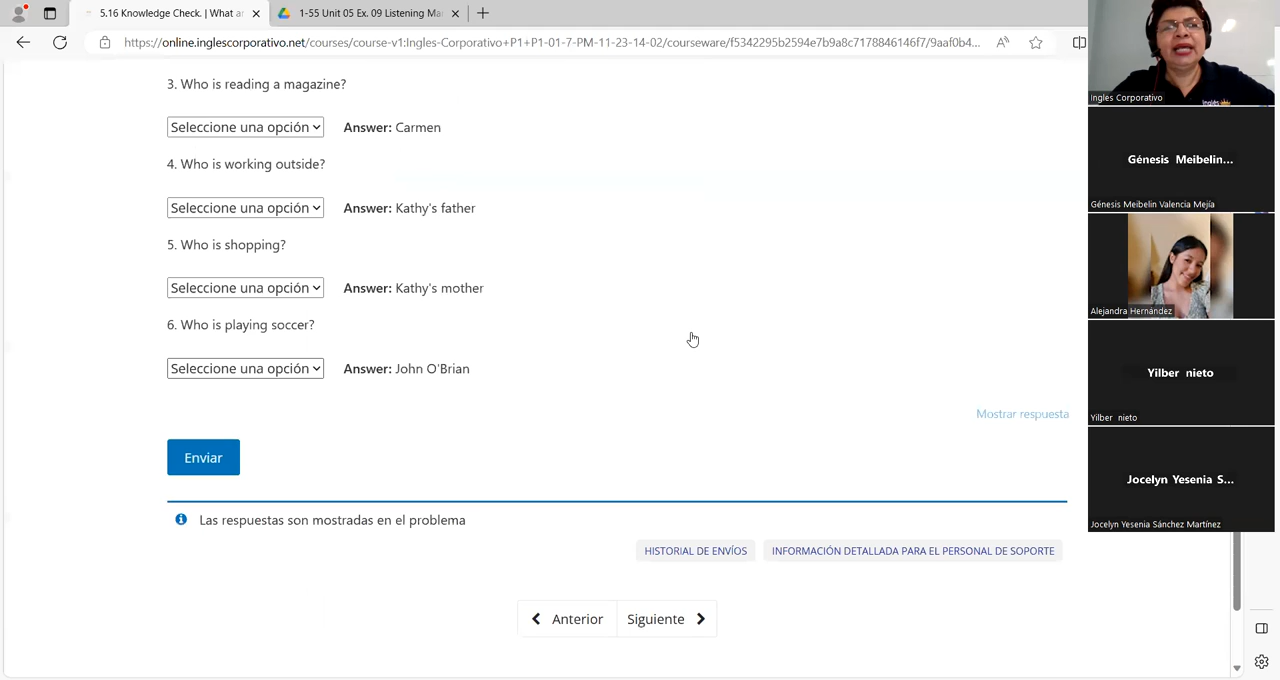 5.16 Knowledge Check. | What ar
1-55 Unit 05 Ex. 09 Listening Mar
https://online.inglescorporativo.net/courses/course-v1:Ingles-Corporativo+P1+P1-01-7-PM-11-23-14-02/courseware/f5342295b2594e7b9a8c7178846146f7/9aaf0b4...
3. Who is reading a magazine?
Seleccione una opción Answer: Carmen
4. Who is working outside?
Seleccione una opción Answer: Kathy's father
5. Who is shopping?
Seleccione una opción Answer: Kathy's mother
6. Who is playing soccer?
Seleccione una opción Answer: John O'Brian
Mostrar respuesta
Enviar
Las respuestas son mostradas en el problema
HISTORIAL DE ENVÍOS INFORMACIÓN DETALLADA PARA EL PERSONAL DE SOPORTE
Anterior Siguiente
Ingles Corporativo
Génesis Meibelin...
Génesis Meibelin Valencia Mejía
Alejandra Hernández
Yilber nieto
Yilber nieto
Jocelyn Yesenia S...
Jocelyn Yesenia Sánchez Martínez